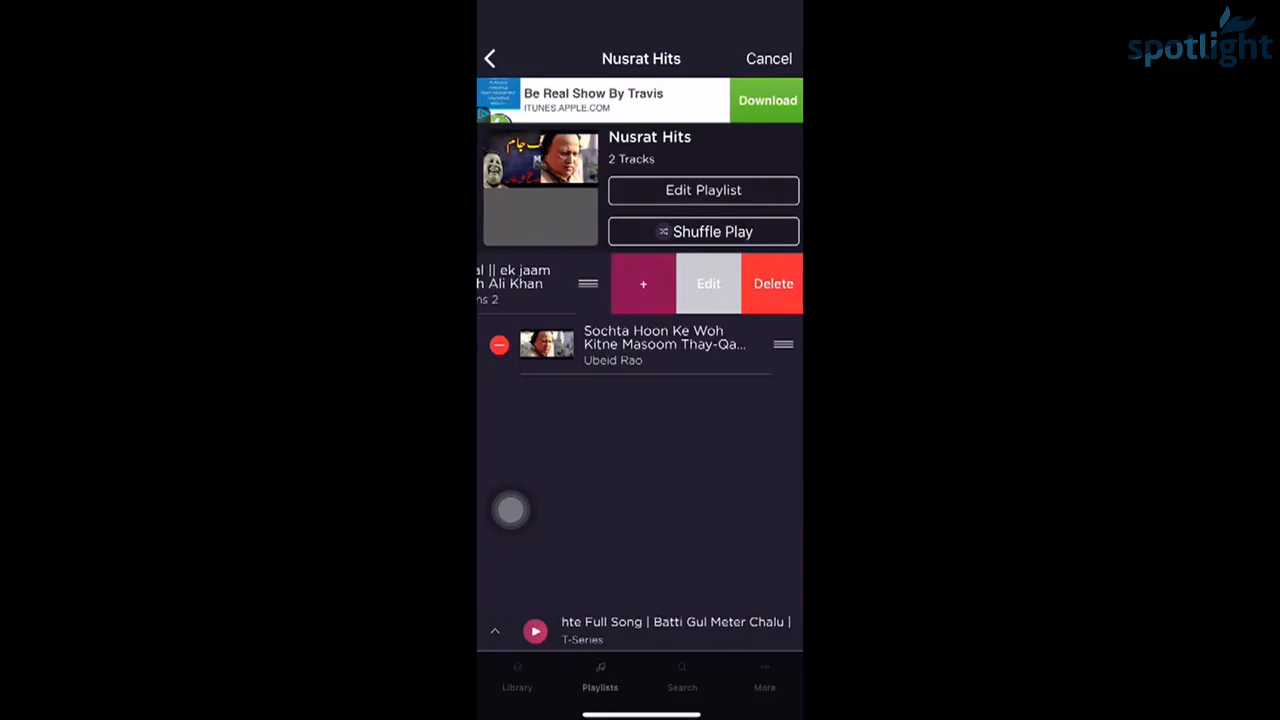 spotlight
Nusrat Hits
Cancel
Be Real Show By Travis
ITUNES.APPLE.COM
Download
جام
Nusrat Hits
2 Tracks
Edit Playlist
Shuffle Play
al || ek jaam
h Ali Khan
ns 2
+
Edit
Delete
Sochta Hoon Ke Woh
Kitne Masoom Thay-Qa...
Ubeid Rao
hte Full Song | Batti Gul Meter Chalu |
T-Series
Library
Playlists
Search
More